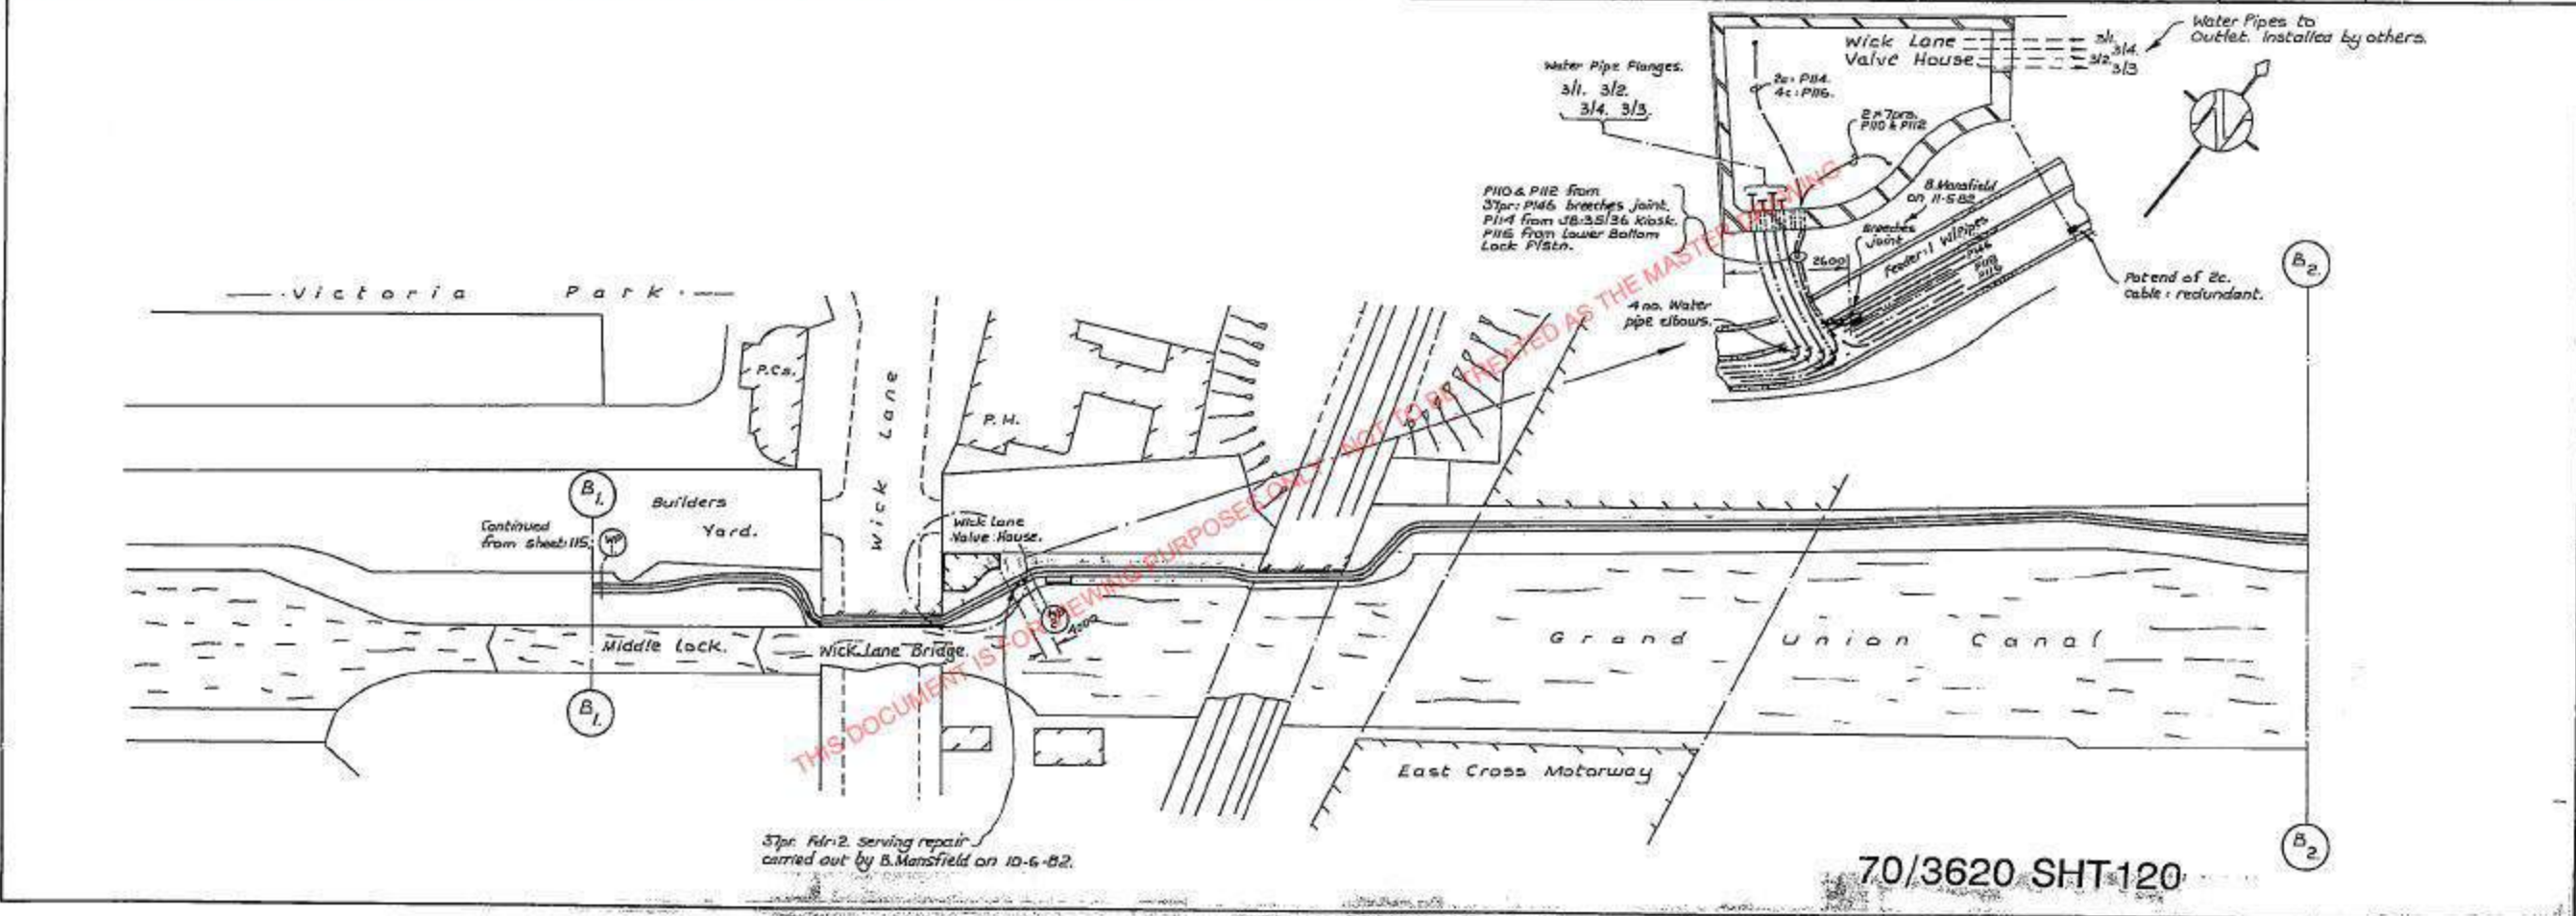 Water Pipes to
Outlet. Installed by others.
Wick Lane
Valve House
3/1.
3/4.
3/2
3/3
Water Pipe Flanges.
3/1. 3/2.
3/4. 3/3.
2c: P114.
4c: P116.
2 × 7prs.
P110 & P112
P110 & P112 from
37pr: P146 breeches joint.
P114 from JB:35/36 Kiosk.
P116 from Lower Bottom
Lock P/Stn.
B.Mansfield
on 11-5-82
Breeches
joint
Feeder:1 W/Pipes
P146
2600
4 no. Water
pipe elbows.
Pot end of 2c.
cable: redundant.
B2.
Victoria Park
P.Cs.
Wick Lane
P.H.
B1.
Builders
Yard.
Continued
from sheet:115.
WP
1
Wick Lane
Valve House.
4200
Middle Lock.
Wick Lane Bridge.
Grand Union Canal
B1.
East Cross Motorway
37pr. Fdr:2. serving repair
carried out by B.Mansfield on 10-6-82.
B2.
70/3620 SHT 120
THIS DOCUMENT IS FOR VIEWING PURPOSES ONLY NOT TO BE TREATED AS THE MASTER DRAWING